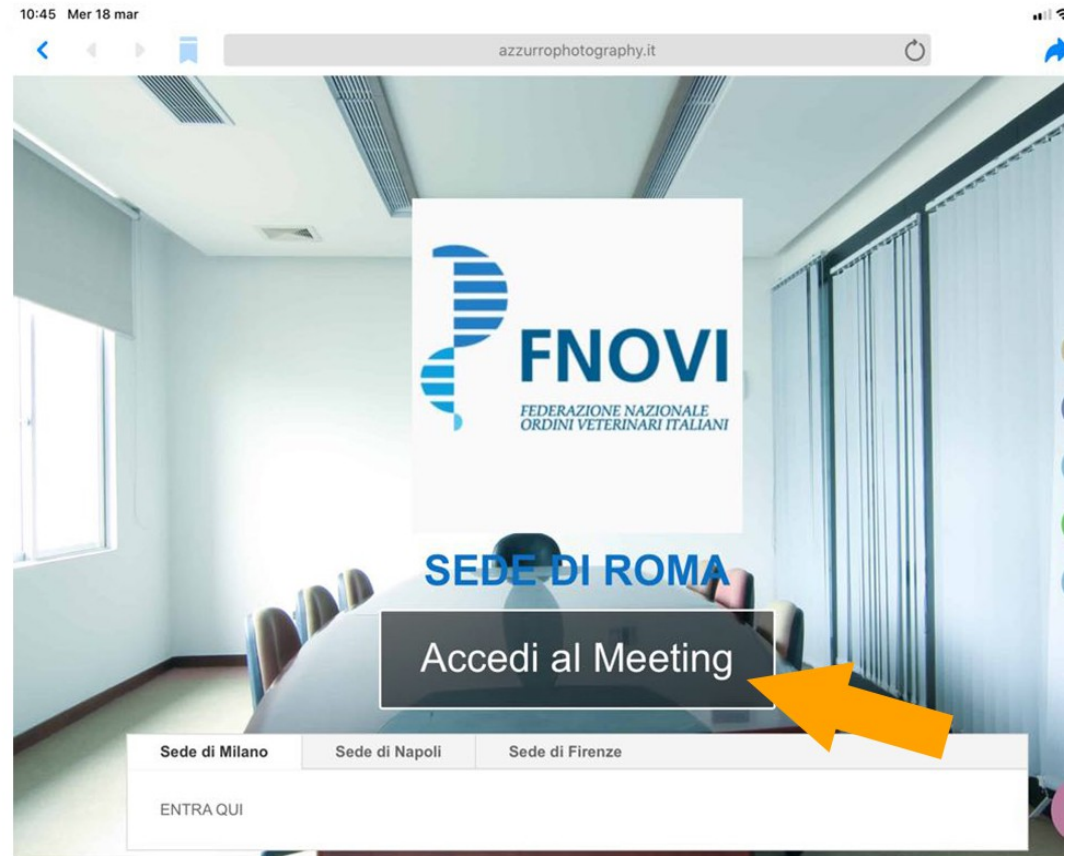 10:45 Mer 18 mar
azzurrophotography.it
FNOVI
FEDERAZIONE NAZIONALE
ORDINI VETERINARI ITALIANI
SEDE DI ROMA
Accedi al Meeting
Sede di Milano Sede di Napoli Sede di Firenze
ENTRA QUI